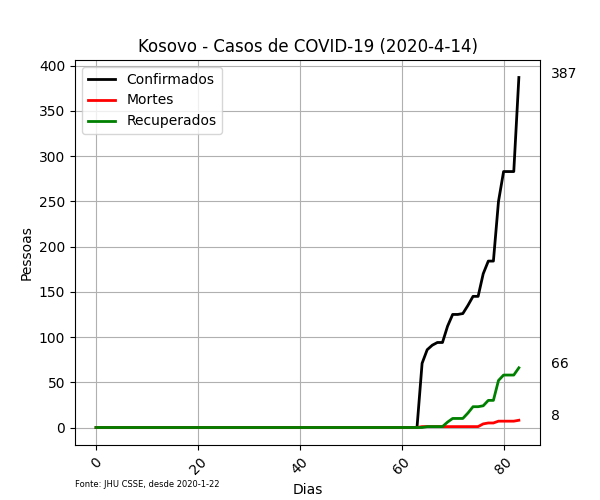 Kosovo - Casos de COVID-19 (2020-4-14)
Confirmados
Mortes
Recuperados
400
350
300
250
200
150
100
50
0
Pessoas
387
66
8
0
20
40
60
80
Dias
Fonte: JHU CSSE, desde 2020-1-22